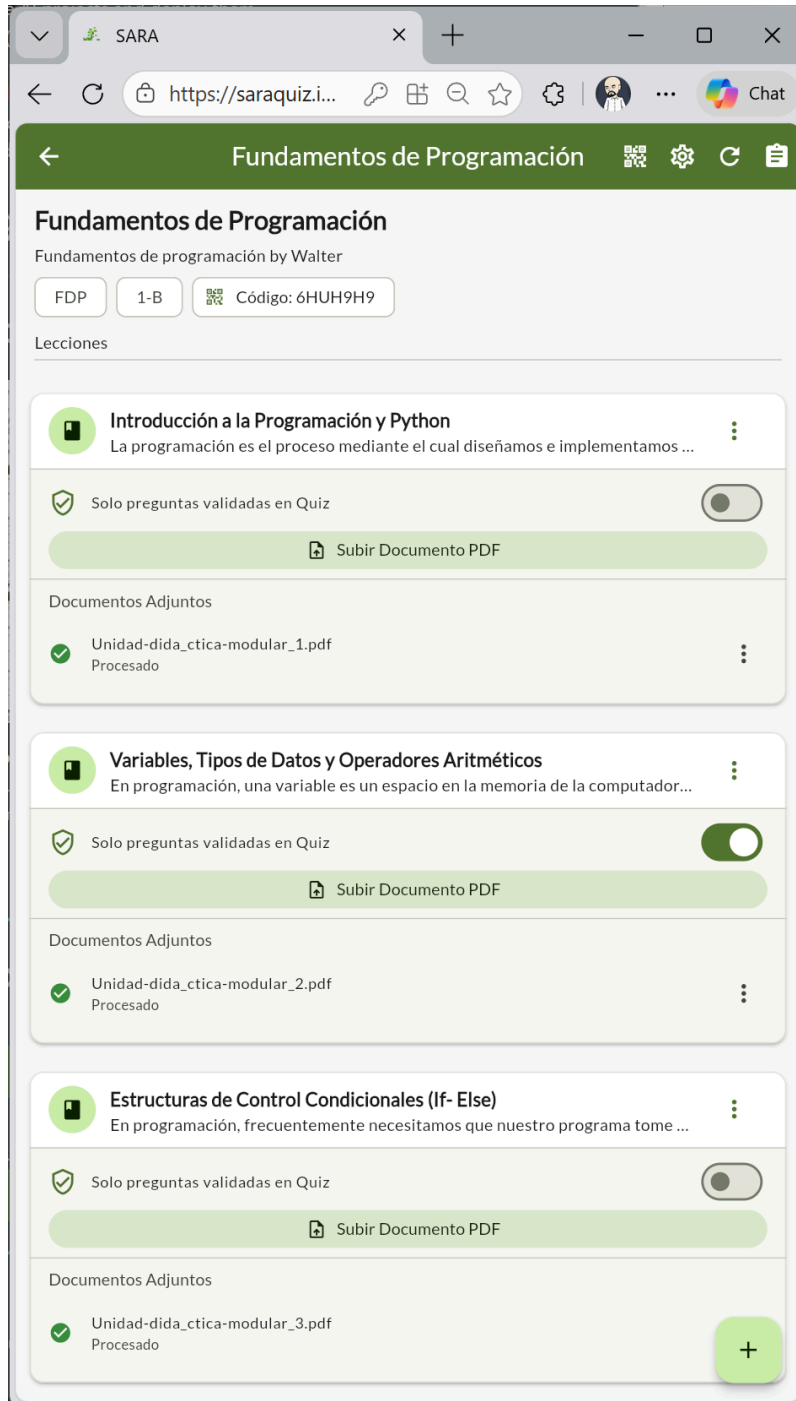 SARA
https://saraquiz.i...
Chat
Fundamentos de Programación
Fundamentos de Programación
Fundamentos de programación by Walter
FDP
1-B
Código: 6HUH9H9
Lecciones
Introducción a la Programación y Python
La programación es el proceso mediante el cual diseñamos e implementamos ...
Solo preguntas validadas en Quiz
Subir Documento PDF
Documentos Adjuntos
Unidad-dida_ctica-modular_1.pdf
Procesado
Variables, Tipos de Datos y Operadores Aritméticos
En programación, una variable es un espacio en la memoria de la computador...
Solo preguntas validadas en Quiz
Subir Documento PDF
Documentos Adjuntos
Unidad-dida_ctica-modular_2.pdf
Procesado
Estructuras de Control Condicionales (If- Else)
En programación, frecuentemente necesitamos que nuestro programa tome ...
Solo preguntas validadas en Quiz
Subir Documento PDF
Documentos Adjuntos
Unidad-dida_ctica-modular_3.pdf
Procesado